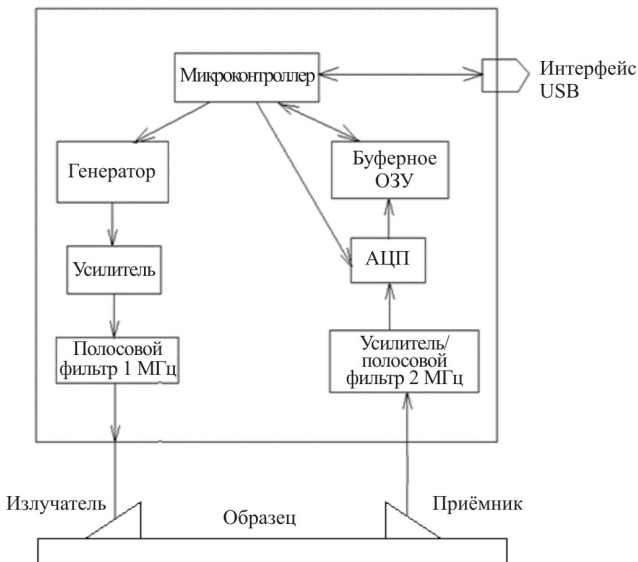 Микроконтроллер
Интерфейс
USB
Генератор
Буферное
ОЗУ
Усилитель
АЦП
Полосовой
фильтр 1 МГц
Усилитель/
полосовой
фильтр 2 МГц
Излучатель
Образец
Приёмник